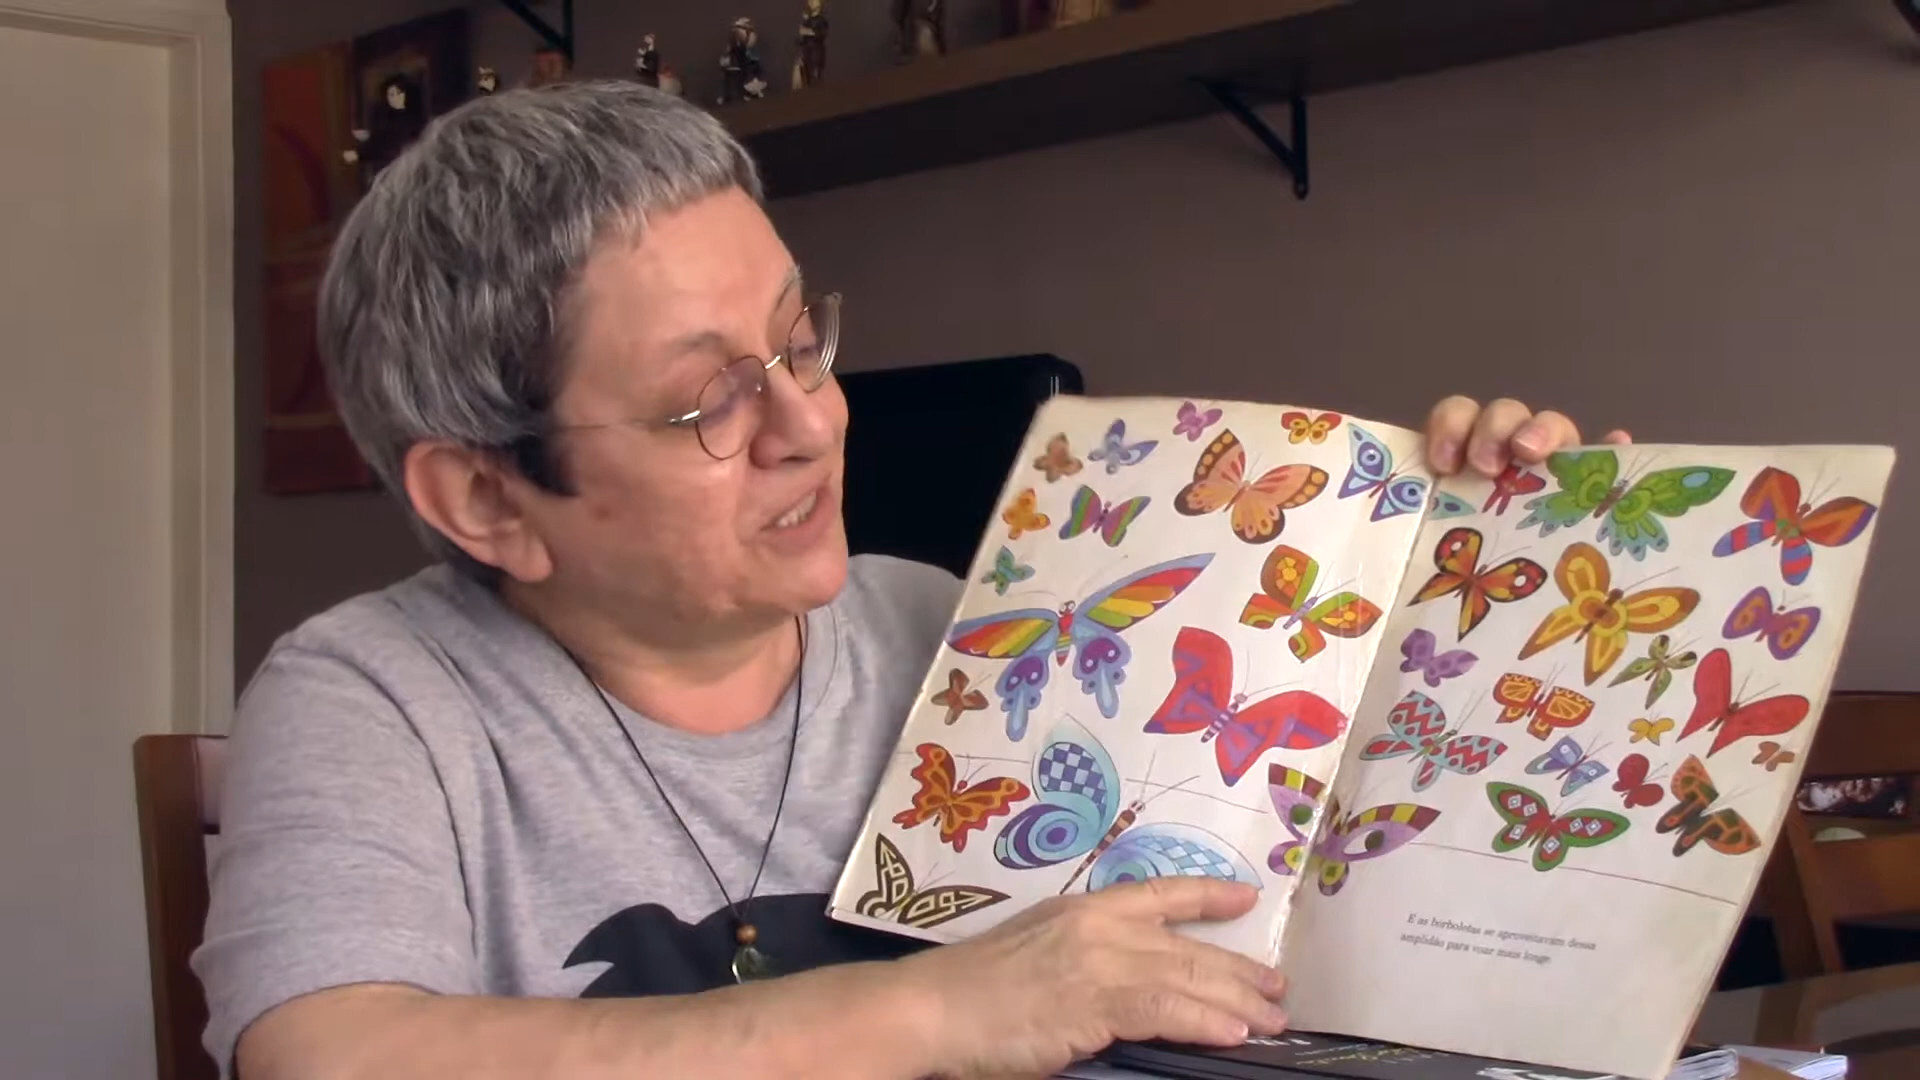 E as borboletas se aproveitavam dessa
amplidão para voar mais longe.